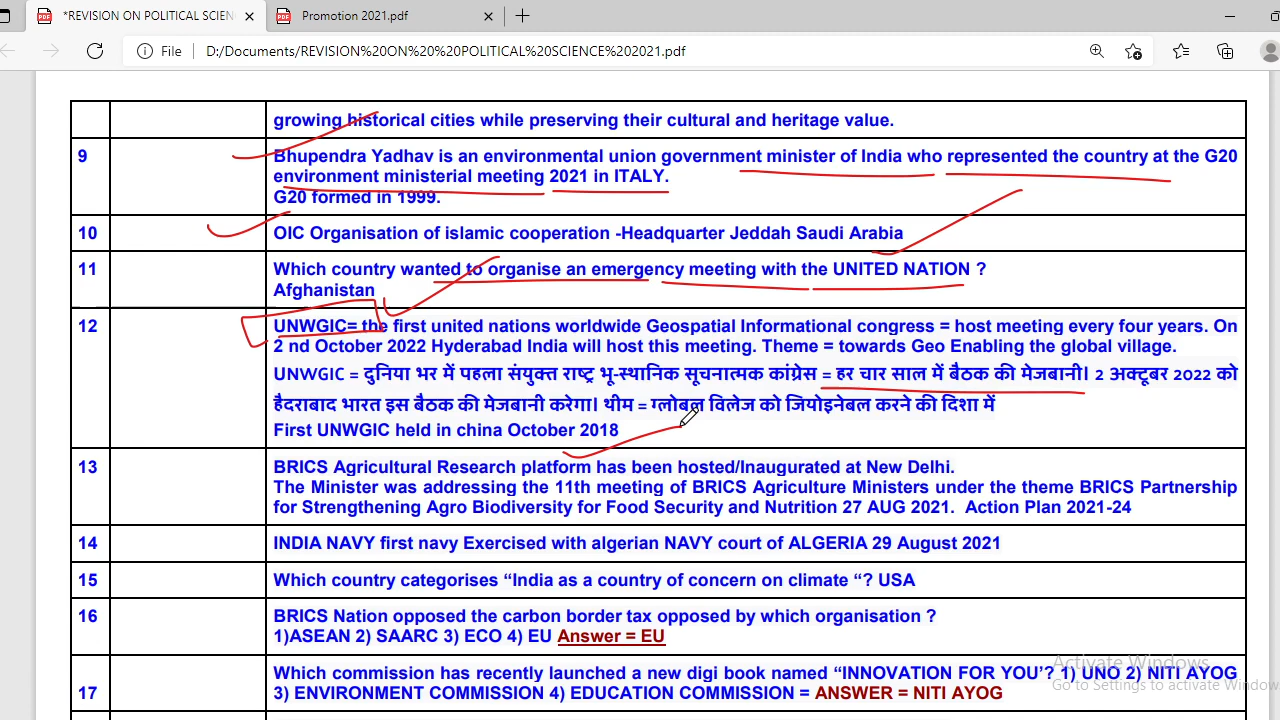 *REVISION ON POLITICAL SCIEN
Promotion 2021.pdf
File
D:/Documents/REVISION%20ON%20%20POLITICAL%20SCIENCE%202021.pdf
growing historical cities while preserving their cultural and heritage value.
9
Bhupendra Yadhav is an environmental union government minister of India who represented the country at the G20
environment ministerial meeting 2021 in ITALY.
G20 formed in 1999.
10
OIC Organisation of islamic cooperation -Headquarter Jeddah Saudi Arabia
11
Which country wanted to organise an emergency meeting with the UNITED NATION ?
Afghanistan
12
UNWGIC= the first united nations worldwide Geospatial Informational congress = host meeting every four years. On
2 nd October 2022 Hyderabad India will host this meeting. Theme = towards Geo Enabling the global village.
UNWGIC = दुनिया भर में पहला संयुक्त राष्ट्र भू-स्थानिक सूचनात्मक कांग्रेस = हर चार साल में बैठक की मेजबानी। 2 अक्टूबर 2022 को
हैदराबाद भारत इस बैठक की मेजबानी करेगा। थीम = ग्लोबल विलेज को जियोइनेबल करने की दिशा में
First UNWGIC held in china October 2018
13
BRICS Agricultural Research platform has been hosted/Inaugurated at New Delhi.
The Minister was addressing the 11th meeting of BRICS Agriculture Ministers under the theme BRICS Partnership
for Strengthening Agro Biodiversity for Food Security and Nutrition 27 AUG 2021. Action Plan 2021-24
14
INDIA NAVY first navy Exercised with algerian NAVY court of ALGERIA 29 August 2021
15
Which country categorises “India as a country of concern on climate “? USA
16
BRICS Nation opposed the carbon border tax opposed by which organisation ?
1)ASEAN 2) SAARC 3) ECO 4) EU Answer = EU
17
Which commission has recently launched a new digi book named “INNOVATION FOR YOU’? 1) UNO 2) NITI AYOG
3) ENVIRONMENT COMMISSION 4) EDUCATION COMMISSION = ANSWER = NITI AYOG
Activate Windows
Go to Settings to activate Window